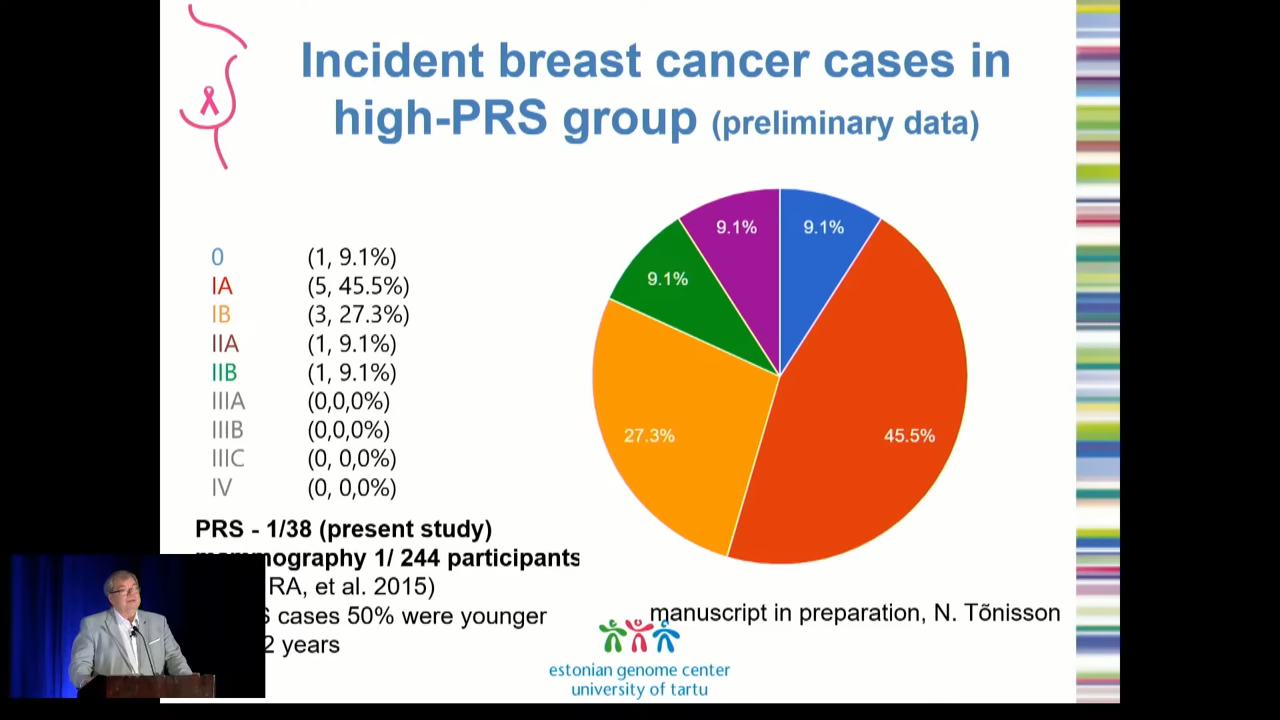 Incident breast cancer cases in
high-PRS group (preliminary data)
0 (1, 9.1%)
IA (5, 45.5%)
IB (3, 27.3%)
IIA (1, 9.1%)
IIB (1, 9.1%)
IIIA (0,0,0%)
IIIB (0,0,0%)
IIIC (0, 0,0%)
IV (0, 0,0%)
9.1%
9.1%
9.1%
27.3%
45.5%
PRS - 1/38 (present study)
mammography 1/ 244 participants
RA, et al. 2015)
cases 50% were younger
2 years
manuscript in preparation, N. Tõnisson
estonian genome center
university of tartu